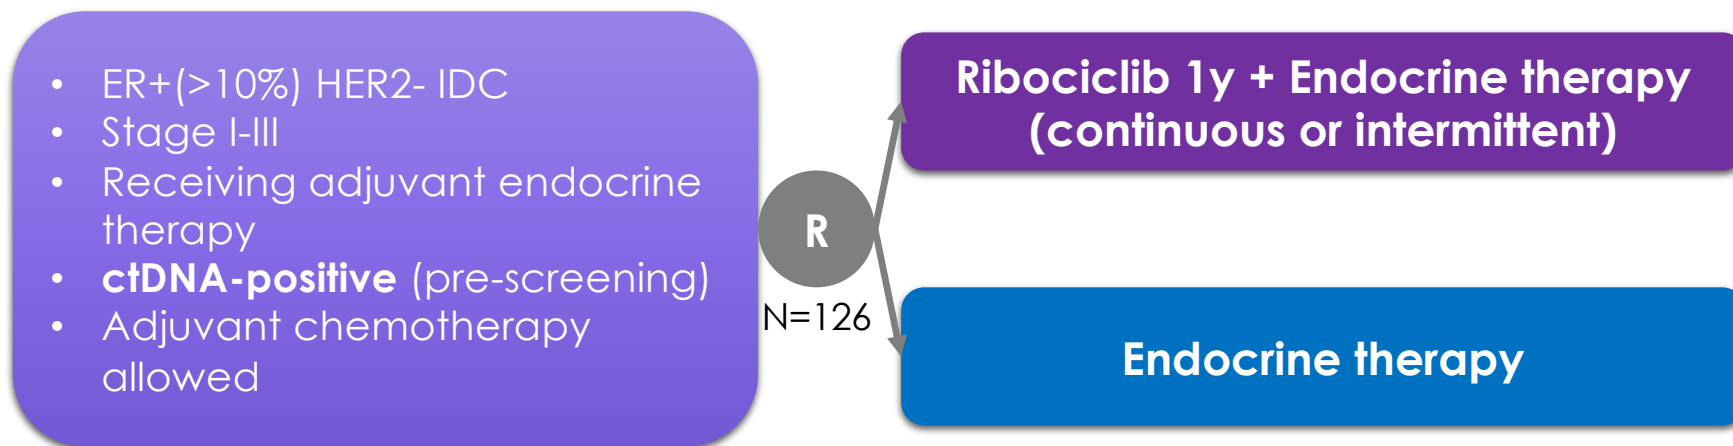 • ER+(>10%) HER2- IDC
• Stage I-III
• Receiving adjuvant endocrine
therapy
• ctDNA-positive (pre-screening)
• Adjuvant chemotherapy
allowed
R
N=126
Ribociclib 1y + Endocrine therapy
(continuous or intermittent)
Endocrine therapy